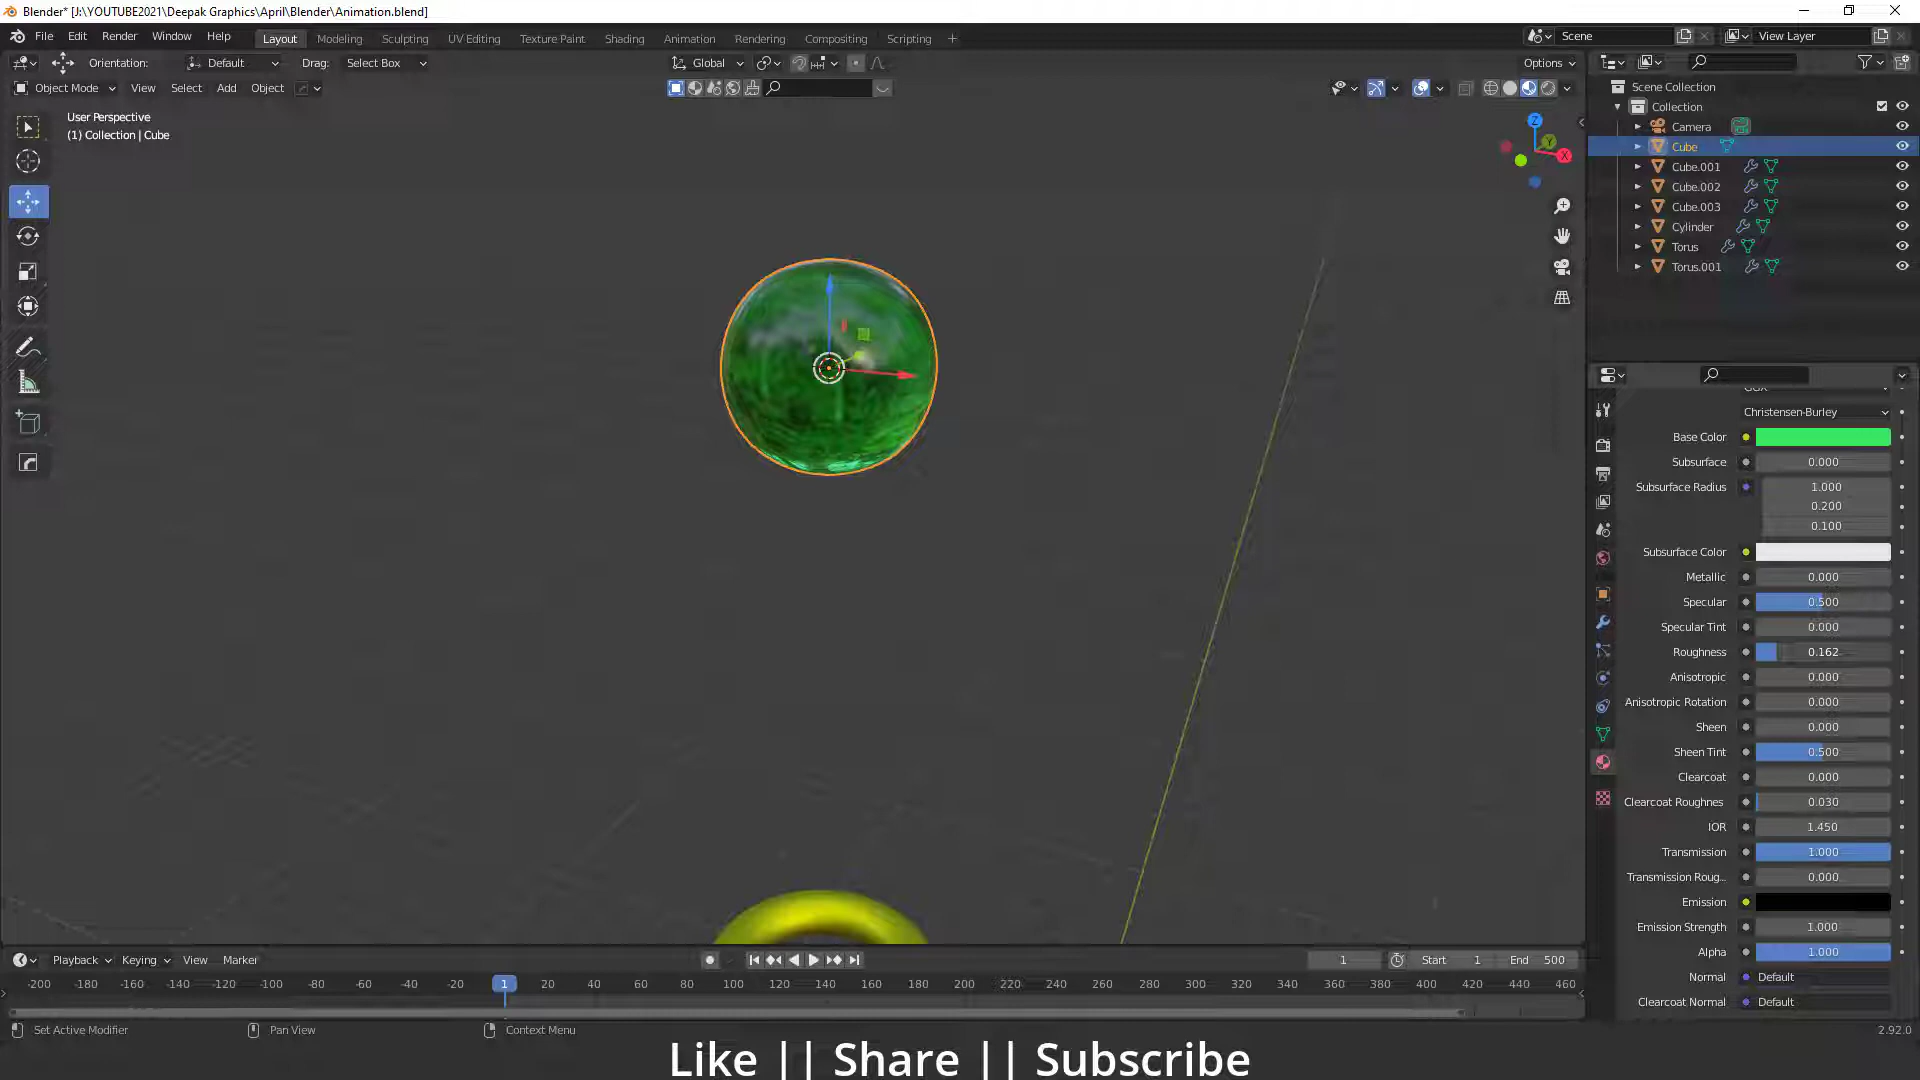 Blender* [J:\YOUTUBE2021\Deepak Graphics\April\Blender\Animation.blend]
File Edit Render Window Help Layout Modeling Sculpting UV Editing Texture Paint Shading Animation Rendering Compositing Scripting + Scene View Layer
Orientation: Default Drag: Select Box Global Options
Object Mode View Select Add Object
User Perspective
(1) Collection | Cube
Z
Y
X
Scene Collection
Collection
Camera
Cube
Cube.001
Cube.002
Cube.003
Cylinder
Torus
Torus.001
Christensen-Burley
Base Color
Subsurface 0.000
Subsurface Radius 1.000
0.200
0.100
Subsurface Color
Metallic 0.000
Specular 0.500
Specular Tint 0.000
Roughness 0.162
Anisotropic 0.000
Anisotropic Rotation 0.000
Sheen 0.000
Sheen Tint 0.500
Clearcoat 0.000
Clearcoat Roughnes 0.030
IOR 1.450
Transmission 1.000
Transmission Roug.. 0.000
Emission
Emission Strength 1.000
Alpha 1.000
Normal Default
Clearcoat Normal Default
Playback Keying View Marker 1 Start 1 End 500
-200 -180 -160 -140 -120 -100 -80 -60 -40 -20 1 20 40 60 80 100 120 140 160 180 200 220 240 260 280 300 320 340 360 380 400 420 440 460
Set Active Modifier Pan View Context Menu 2.92.0
Like || Share || Subscribe